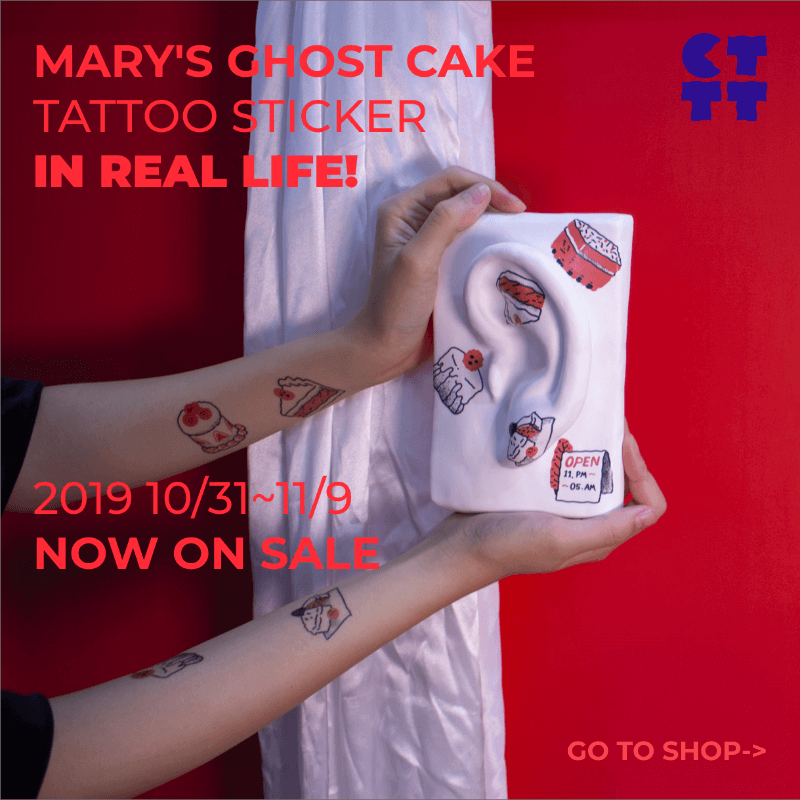 MARY'S GHOST CAKE
TATTOO STICKER
IN REAL LIFE!
CT
TT
OPEN
11. PM~
~05. AM
2019 10/31~11/9
NOW ON SALE
GO TO SHOP->